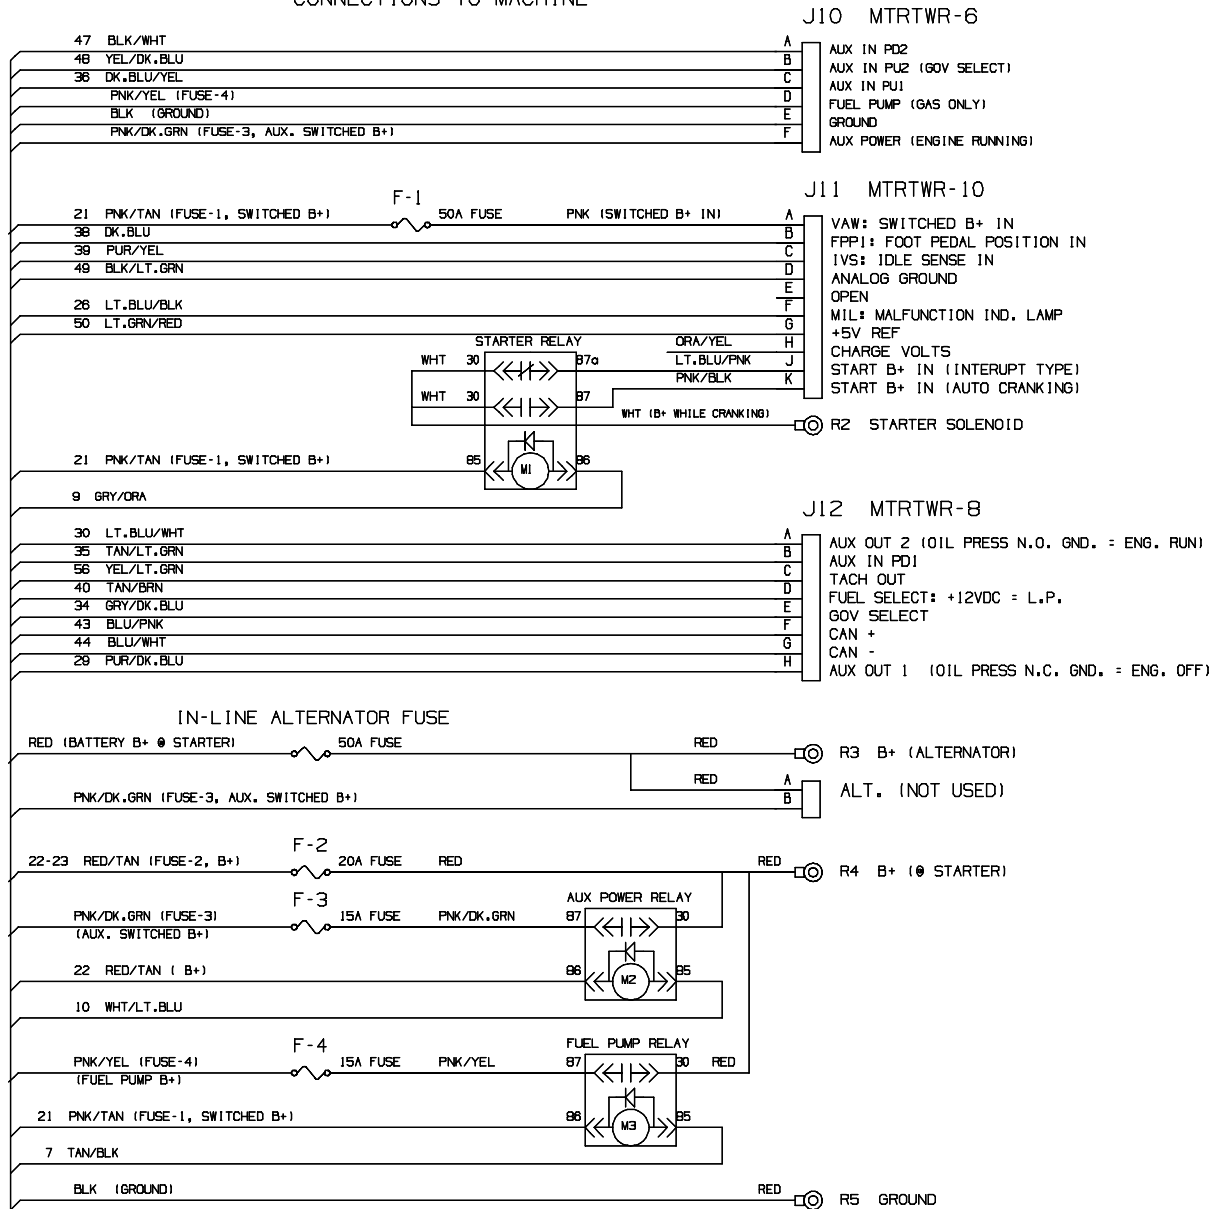 CONNECTIONS TO MACHINE
J10 MTRTWR-6
47 BLK/WHT A AUX IN PD2
48 YEL/DK.BLU B AUX IN PU2 (GOV SELECT)
36 DK.BLU/YEL C AUX IN PU1
PNK/YEL (FUSE-4) D FUEL PUMP (GAS ONLY)
BLK (GROUND) E GROUND
PNK/DK.GRN (FUSE-3, AUX. SWITCHED B+) F AUX POWER (ENGINE RUNNING)
J11 MTRTWR-10
F-1
21 PNK/TAN (FUSE-1, SWITCHED B+) 50A FUSE PNK (SWITCHED B+ IN) A VAW: SWITCHED B+ IN
38 DK.BLU B FPP1: FOOT PEDAL POSITION IN
39 PUR/YEL C IVS: IDLE SENSE IN
49 BLK/LT.GRN D ANALOG GROUND
E OPEN
26 LT.BLU/BLK F MIL: MALFUNCTION IND. LAMP
50 LT.GRN/RED G +5V REF
STARTER RELAY ORA/YEL H CHARGE VOLTS
WHT 30 87a LT.BLU/PNK J START B+ IN (INTERUPT TYPE)
PNK/BLK K START B+ IN (AUTO CRANKING)
WHT 30 87
WHT (B+ WHILE CRANKING) R2 STARTER SOLENOID
21 PNK/TAN (FUSE-1, SWITCHED B+) 85 M1 86
9 GRY/ORA
J12 MTRTWR-8
30 LT.BLU/WHT A AUX OUT 2 (OIL PRESS N.O. GND. = ENG. RUN)
35 TAN/LT.GRN B AUX IN PD1
56 YEL/LT.GRN C TACH OUT
40 TAN/BRN D FUEL SELECT: +12VDC = L.P.
34 GRY/DK.BLU E GOV SELECT
43 BLU/PNK F CAN +
44 BLU/WHT G CAN -
29 PUR/DK.BLU H AUX OUT 1 (OIL PRESS N.C. GND. = ENG. OFF)
IN-LINE ALTERNATOR FUSE
RED (BATTERY B+ @ STARTER) 50A FUSE RED R3 B+ (ALTERNATOR)
RED A ALT. (NOT USED)
PNK/DK.GRN (FUSE-3, AUX. SWITCHED B+) B
F-2
22-23 RED/TAN (FUSE-2, B+) 20A FUSE RED RED R4 B+ (@ STARTER)
F-3 AUX POWER RELAY
PNK/DK.GRN (FUSE-3) 15A FUSE PNK/DK.GRN 87 30
(AUX. SWITCHED B+)
22 RED/TAN ( B+) 86 M2 85
10 WHT/LT.BLU
F-4 FUEL PUMP RELAY
PNK/YEL (FUSE-4) 15A FUSE PNK/YEL 87 30 RED
(FUEL PUMP B+)
21 PNK/TAN (FUSE-1, SWITCHED B+) 86 M3 85
7 TAN/BLK
BLK (GROUND) RED R5 GROUND